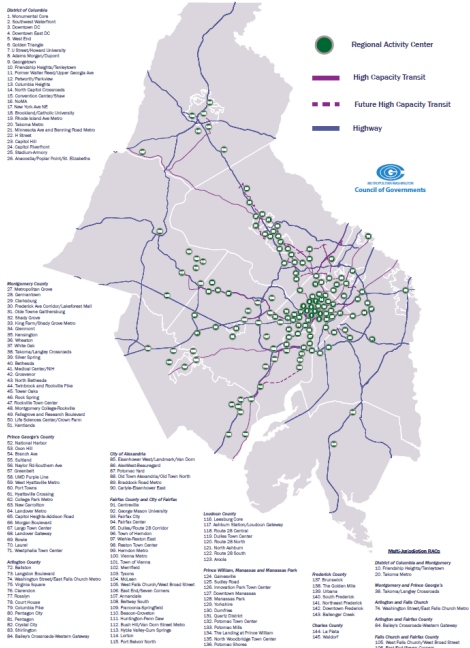 District of Columbia
1. Monumental Core
2. Southwest Waterfront
3. Downtown DC
4. Downtown East DC
5. West End
6. Golden Triangle
7. U Street/Howard University
8. Adams Morgan/Dupont
9. Georgetown
10. Friendship Heights/Tenleytown
11. Former Walter Reed/Upper Georgia Ave
12. Petworth/Parkview
13. Columbia Heights
14. North Capitol Crossroads
15. Convention Center/Shaw
16. NoMA
17. New York Ave NE
18. Brookland/Catholic University
19. Rhode Island Ave Metro
20. Takoma Metro
21. Minnesota Ave and Benning Road Metro
22. H Street
23. Capitol Hill
24. Capitol Riverfront
25. Stadium-Armory
26. Anacostia/Poplar Point/St. Elizabeths
Regional Activity Center
High Capacity Transit
Future High Capacity Transit
Highway
METROPOLITAN WASHINGTON
Council of Governments
Montgomery County
27. Metropolitan Grove
28. Germantown
29. Clarksburg
30. Frederick Ave Corridor/Lakeforest Mall
31. Olde Towne Gaithersburg
32. Shady Grove
33. King Farm/Shady Grove Metro
34. Glenmont
35. Kensington
36. Wheaton
37. White Oak
38. Takoma/Langley Crossroads
39. Silver Spring
40. Bethesda
41. Medical Center/NIH
42. Grosvenor
43. North Bethesda
44. Twinbrook and Rockville Pike
45. Tower Oaks
46. Rock Spring
47. Rockville Town Center
48. Montgomery College-Rockville
49. Fallsgrove and Research Boulevard
50. Life Sciences Center/Crown Farm
51. Kentlands
Prince George's County
52. National Harbor
53. Oxon Hill
54. Branch Ave
55. Suitland
56. Naylor Rd-Southern Ave
57. Greenbelt
58. UMD Purple Line
59. West Hyattsville Metro
60. Port Towns
61. Hyattsville Crossing
62. College Park Metro
63. New Carrollton
64. Landover Metro
65. Capitol Heights-Addison Road
66. Morgan Boulevard
67. Largo Town Center
68. Landover Gateway
69. Bowie
70. Laurel
71. Westphalia Town Center
Arlington County
72. Ballston
73. Langston Boulevard
74. Washington Street/East Falls Church Metro
75. Virginia Square
76. Clarendon
77. Rosslyn
78. Court House
79. Columbia Pike
80. Pentagon City
81. Pentagon
82. Crystal City
83. Shirlington
84. Baileys Crossroads-Western Gateway
City of Alexandria
85. Eisenhower West/Landmark/Van Dorn
86. AlexWest/Beauregard
87. Potomac Yard
88. Old Town Alexandria/Old Town North
89. Braddock Road Metro
90. Carlyle-Eisenhower East
Fairfax County and City of Fairfax
91. Centreville
92. George Mason University
93. Fairfax City
94. Fairfax Center
95. Dulles/Route 28 Corridor
96. Town of Herndon
97. Wiehle-Reston East
98. Reston Town Center
99. Herndon Metro
100. Vienna Metro
101. Town of Vienna
102. Merrifield
103. Tysons
104. McLean
105. West Falls Church/West Broad Street
106. East End/Seven Corners
107. Annandale
108. Beltway South
109. Franconia-Springfield
110. Beacon-Groveton
111. Huntington-Penn Daw
112. Bush Hill/Van Dorn Street Metro
113. Hybla Valley-Gum Springs
114. Lorton
115. Fort Belvoir North
Loudoun County
116. Leesburg Core
117. Ashburn Station/Loudoun Gateway
118. Route 28 Central
119. Dulles Town Center
120. Route 28 North
121. North Ashburn
122. Route 28 South
123. Arcola
Prince William, Manassas and Manassas Park
124. Gainesville
125. Sudley Road
126. Innovation Park Town Center
127. Downtown Manassas
128. Manassas Park
129. Yorkshire
130. Dumfries
131. Quartz District
132. Potomac Town Center
133. Potomac Mills
134. The Landing at Prince William
135. North Woodbridge Town Center
136. Potomac Shores
Frederick County
137. Brunswick
138. The Golden Mile
139. Urbana
140. South Frederick
141. Northeast Frederick
142. Downtown Frederick
143. Ballenger Creek
Charles County
144. La Plata
145. Waldorf
Multi-Jurisdiction RACs
District of Columbia and Montgomery
10. Friendship Heights/Tenleytown
20. Takoma Metro
Montgomery and Prince George's
38. Takoma/Langley Crossroads
Arlington and Falls Church
74. Washington Street/East Falls Church Metro
Arlington and Fairfax County
84. Baileys Crossroads-Western Gateway
Falls Church and Fairfax County
105. West Falls Church/West Broad Street